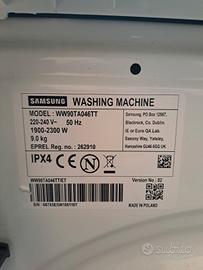 SAMSUNG WASHING MACHINE
MODEL: WW90TA046TT
220-240 V~ 50 Hz
1900-2300 W
9.0 kg
EPREL Reg. no.: 262910
Samsung, PO Box 12987,
Blackrock, Co. Dublin.
IE or Euro QA Lab.
Saxony Way, Yateley,
Hampshire GU46 6GG UK
IPX4
CE
WW90TA046TT/ET
Version No : 02
S/N :
MADE IN POLAND
Subito